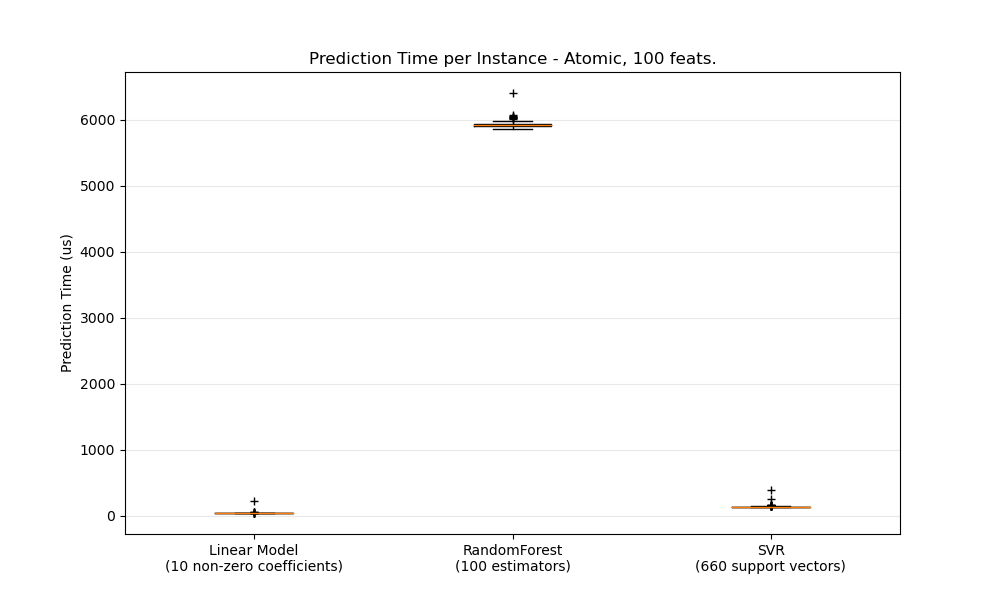 Prediction Time per Instance - Atomic, 100 feats.
Prediction Time (us)
6000
5000
4000
3000
2000
1000
0
Linear Model
(10 non-zero coefficients)
RandomForest
(100 estimators)
SVR
(660 support vectors)